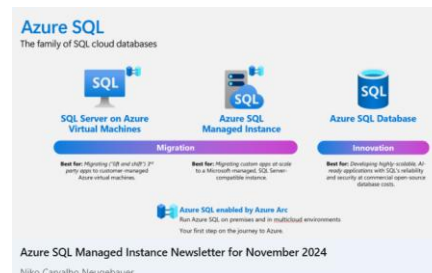 Azure SQL
The family of SQL cloud databases
SQL
SQL
SQL
SQL Server on Azure
Virtual Machines
Azure SQL
Managed Instance
Azure SQL Database
Migration
Innovation
Best for: Migrating ("lift and shift") 3rd
party apps to customer-managed
Azure virtual machines.
Best for: Migrating custom apps at scale
to a Microsoft managed, SQL Server-
compatible instance.
Best for: Developing highly scalable, AI-
ready applications with SQL's reliability
and security at commercial open-source
database costs.
Azure SQL enabled by Azure Arc
Run Azure SQL on premises and in multicloud environments
Your first step on the journey to Azure.
Azure SQL Managed Instance Newsletter for November 2024
Niko Carvalho Neugebauer